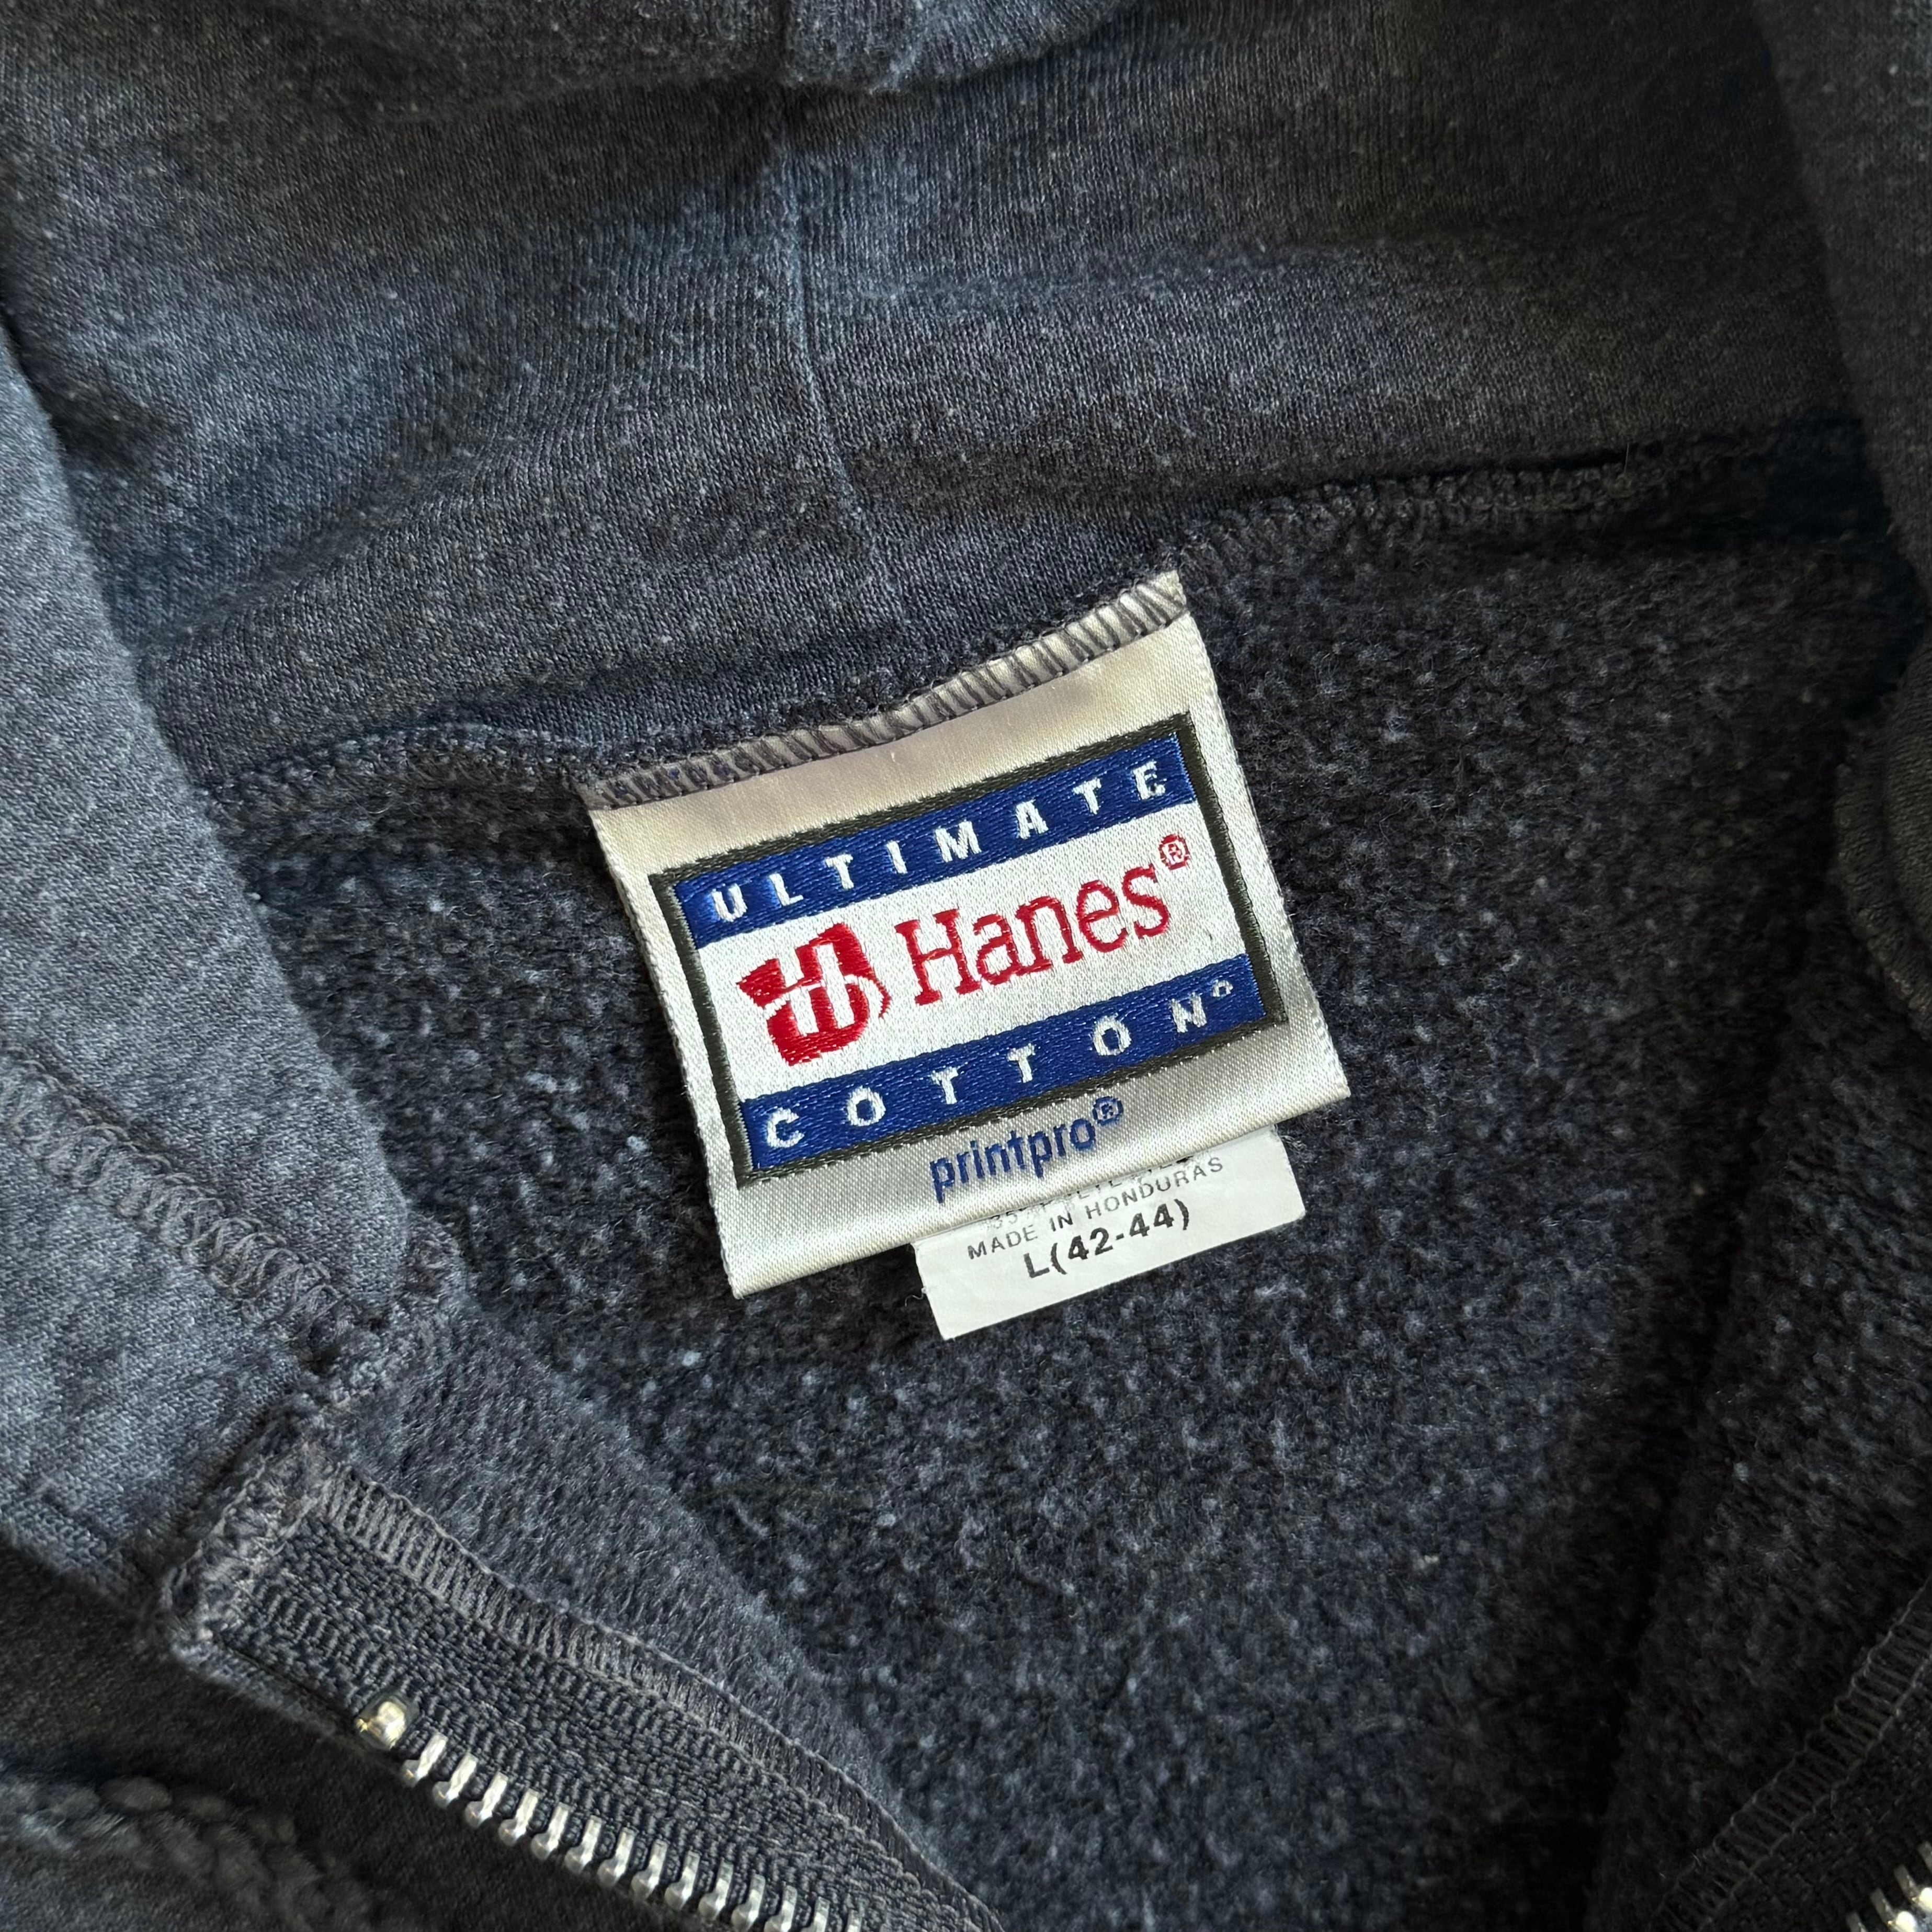 ULTIMATE
Hanes®
COTTON®
printpro®
MADE IN HONDURAS
L(42-44)